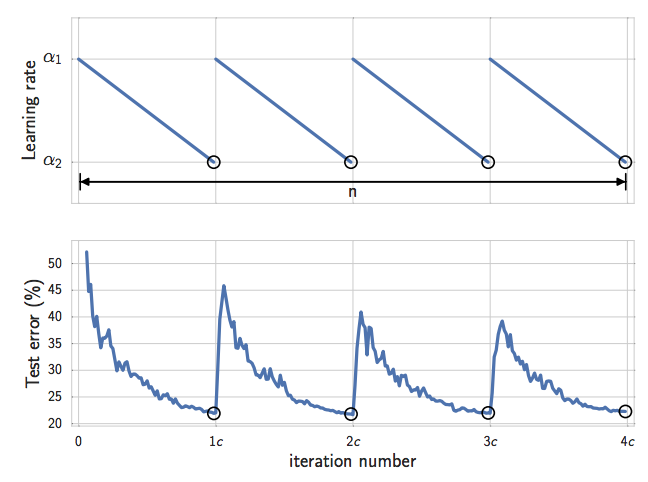 Learning rate
α1
α2
n
Test error (%)
50
45
40
35
30
25
20
0 1c 2c 3c 4c
iteration number